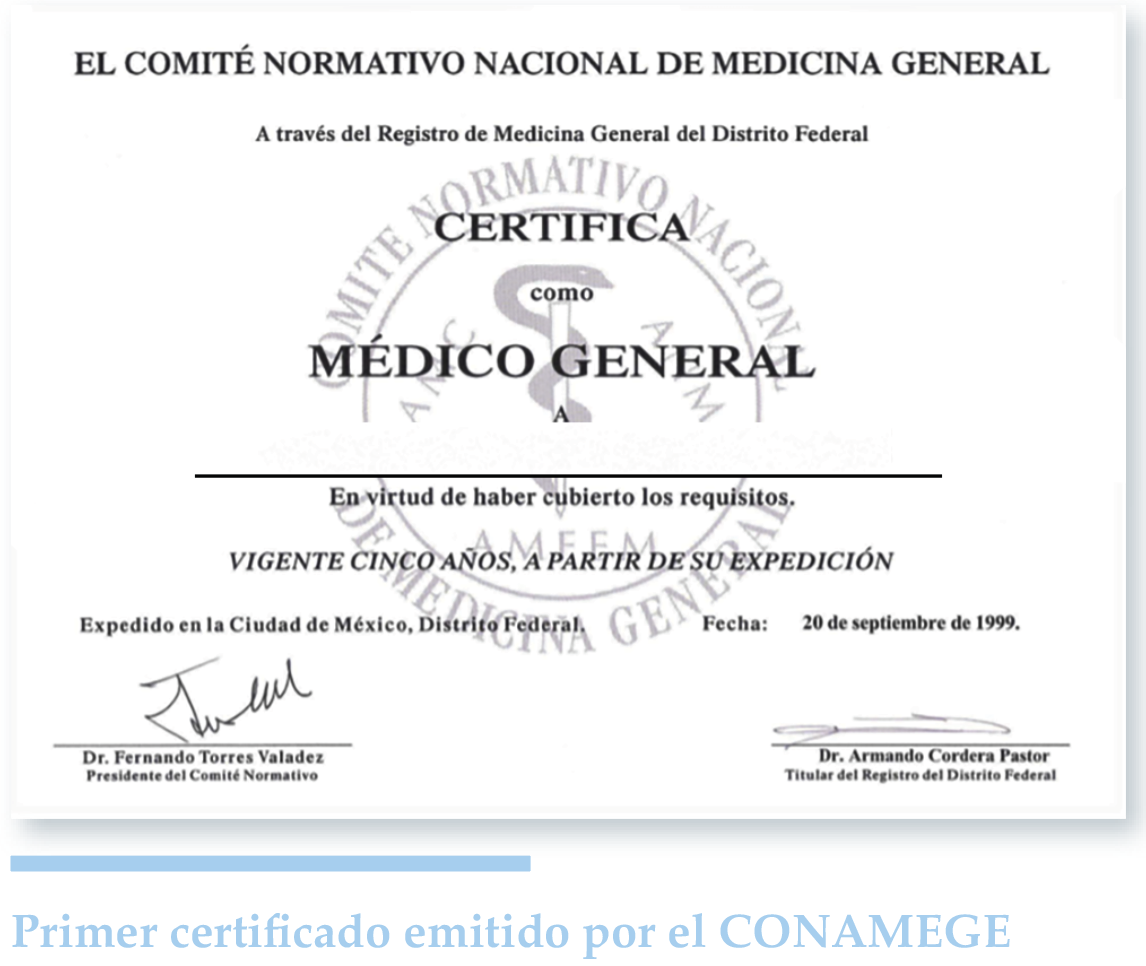 EL COMITÉ NORMATIVO NACIONAL DE MEDICINA GENERAL
A través del Registro de Medicina General del Distrito Federal
COMITE NORMATIVO NACIONAL
CERTIFICA
como
AMMC AMM
MÉDICO GENERAL
A
En virtud de haber cubierto los requisitos.
AMFEM
VIGENTE CINCO AÑOS, A PARTIR DE SU EXPEDICIÓN
DE MEDICINA GENERAL
Expedido en la Ciudad de México, Distrito Federal. Fecha: 20 de septiembre de 1999.
Dr. Fernando Torres Valadez
Presidente del Comité Normativo
Dr. Armando Cordera Pastor
Titular del Registro del Distrito Federal
Primer certificado emitido por el CONAMEGE